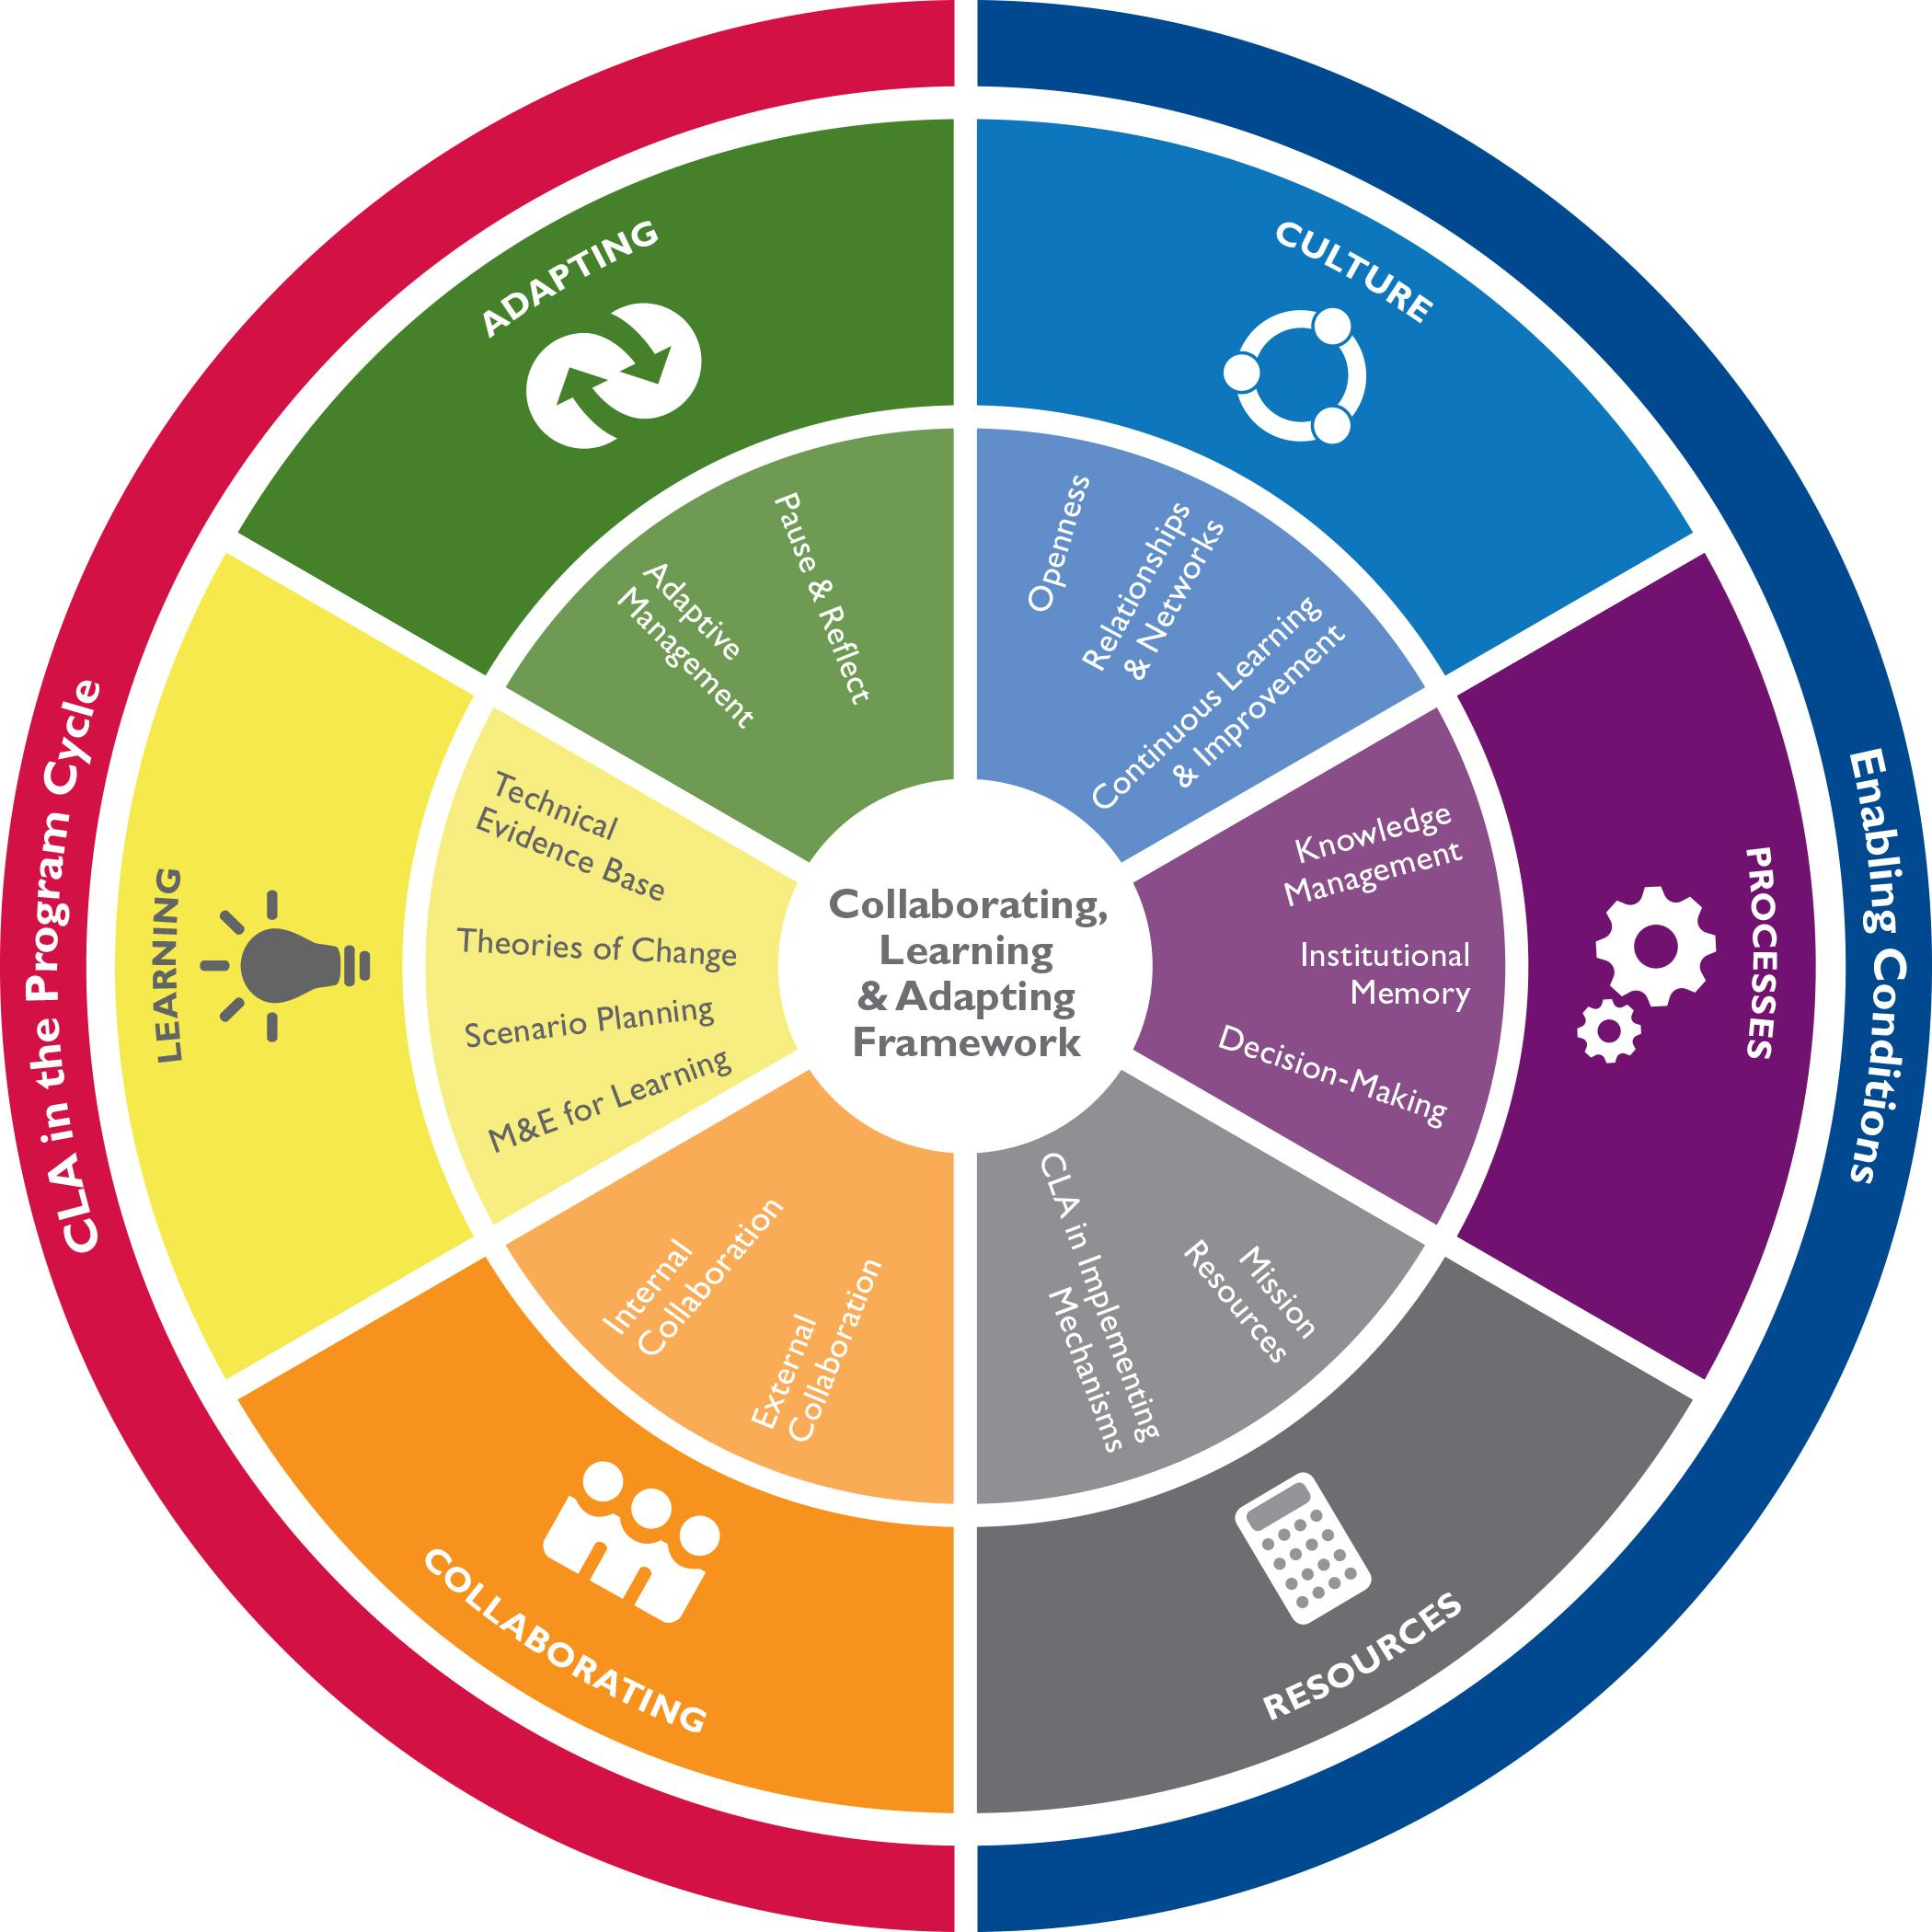 CLA in the Program Cycle
Enabling Conditions
ADAPTING
Adaptive
Management
Pause & Reflect
CULTURE
Openness
Relationships
& Networks
Continuous Learning
& Improvement
LEARNING
Technical
Evidence Base
Theories of Change
Scenario Planning
M&E for Learning
Collaborating,
Learning
& Adapting
Framework
PROCESSES
Knowledge
Management
Institutional
Memory
Decision-Making
COLLABORATING
Internal
Collaboration
External
Collaboration
RESOURCES
Mission
Resources
CLA in Implementing
Mechanisms